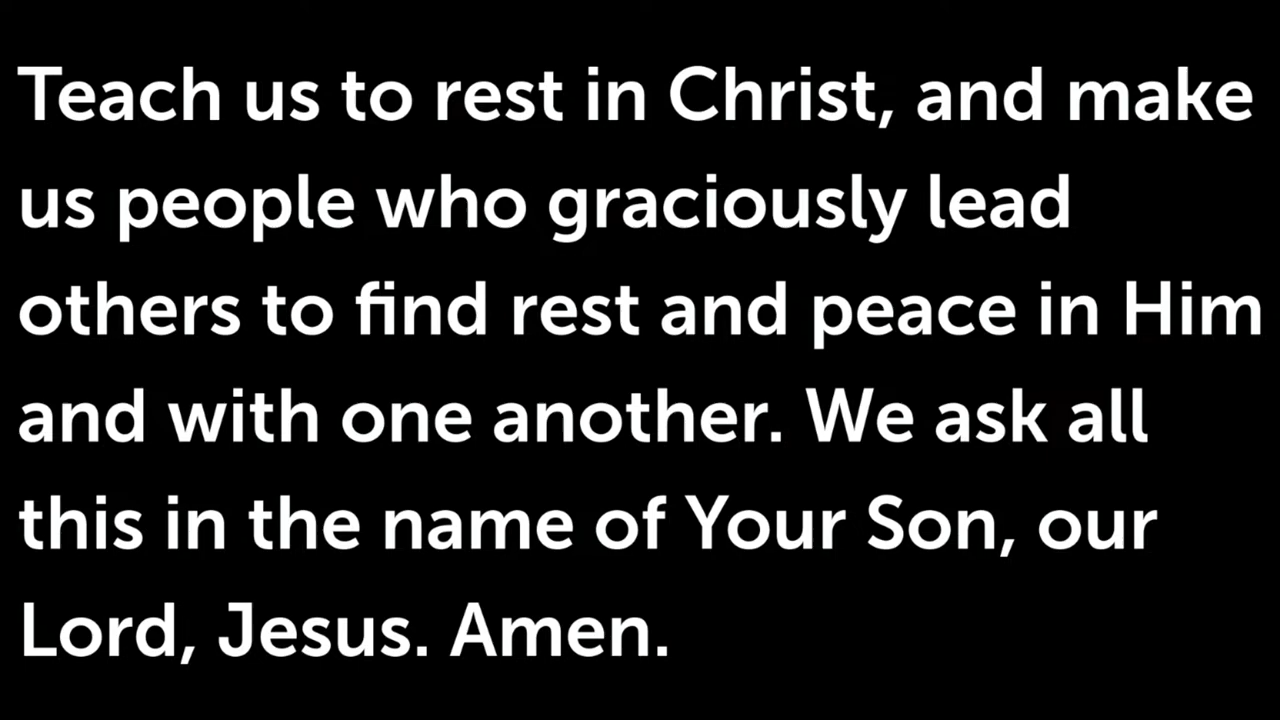 Teach us to rest in Christ, and make
us people who graciously lead
others to find rest and peace in Him
and with one another. We ask all
this in the name of Your Son, our
Lord, Jesus. Amen.